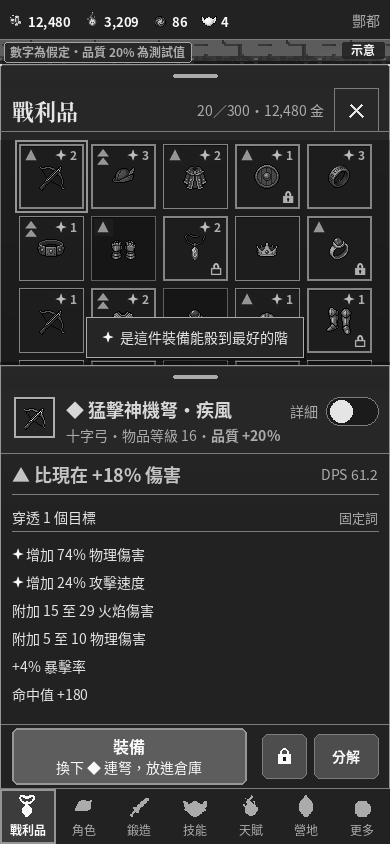 12,480 3,209 86 4 酆都
數字為假定・品質 20% 為測試值 示意
戰利品 20／300・12,480 金
2 3 2 1 3
1 2
1 2 1 1
是這件裝備能骰到最好的階
◆ 猛擊神機弩・疾風 詳細
十字弓・物品等級 16・品質 +20%
▲ 比現在 +18% 傷害 DPS 61.2
穿透 1 個目標 固定詞
增加 74% 物理傷害
增加 24% 攻擊速度
附加 15 至 29 火焰傷害
附加 5 至 10 物理傷害
+4% 暴擊率
命中值 +180
裝備
換下 ◆ 連弩，放進倉庫
分解
戰利品 角色 鍛造 技能 天賦 營地 更多